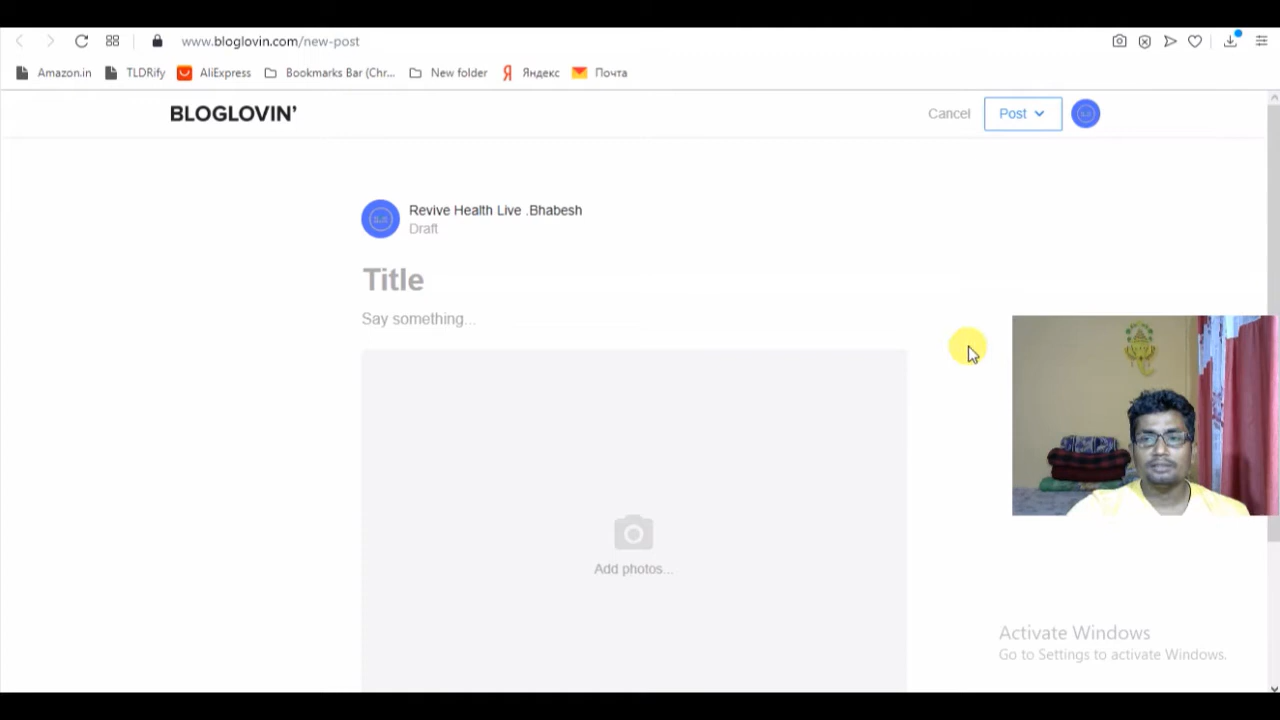 www.bloglovin.com/new-post
Amazon.in TLDRify AliExpress Bookmarks Bar (Chr... New folder Яндекс Почта
BLOGLOVIN’
Cancel Post
Revive Health Live .Bhabesh
Draft
Title
Say something...
Add photos...
Activate Windows
Go to Settings to activate Windows.